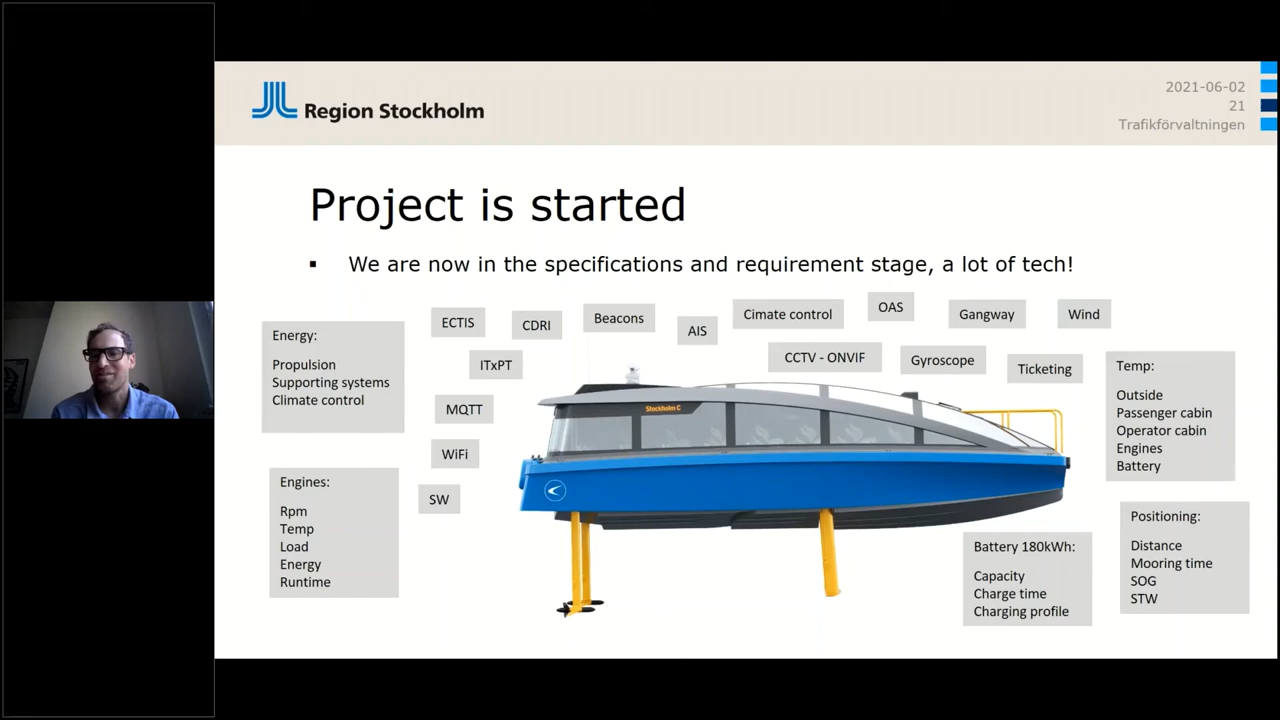 Region Stockholm
2021-06-02
21
Trafikförvaltningen
Project is started
▪ We are now in the specifications and requirement stage, a lot of tech!
Energy:
Propulsion
Supporting systems
Climate control
ECTIS
CDRI
Beacons
AIS
Cimate control
OAS
Gangway
Wind
ITxPT
CCTV - ONVIF
Gyroscope
Ticketing
MQTT
WiFi
SW
Stockholm C
Temp:
Outside
Passenger cabin
Operator cabin
Engines
Battery
Engines:
Rpm
Temp
Load
Energy
Runtime
Battery 180kWh:
Capacity
Charge time
Charging profile
Positioning:
Distance
Mooring time
SOG
STW